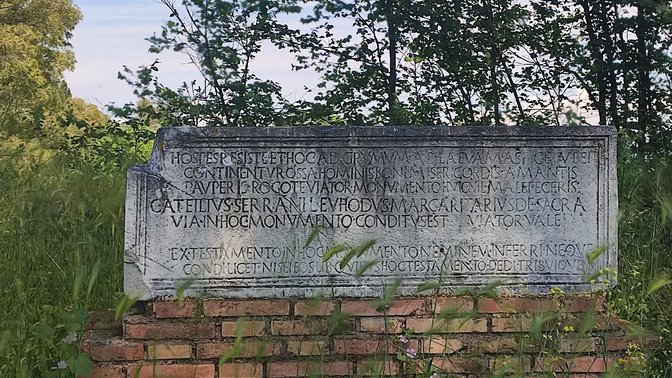 HOSPES RESISTE ET HOC AD GRVMVM AD LAEVAM ASPICE VBEI
CONTINENTVR OSSA HOMINIS BONI MISERICORDIS AMANTIS
PAVPERIS ROGO TE VIATOR MONVMENTO HVIC NIL MALE FECERIS
C ATEILIVS SERRANI L EVHODVS MARGARITARIVS DE SACRA
VIA IN HOC MONVMENTO CONDITVS EST VIATOR VALE
EX TESTAMENTO IN HOC MONVMENTO NEMINEM INFERRI NEQVE
CONDI LICET NISEI EOS LIB QVIBVS HOC TESTAMENTO DEDI TRIBVIQVE